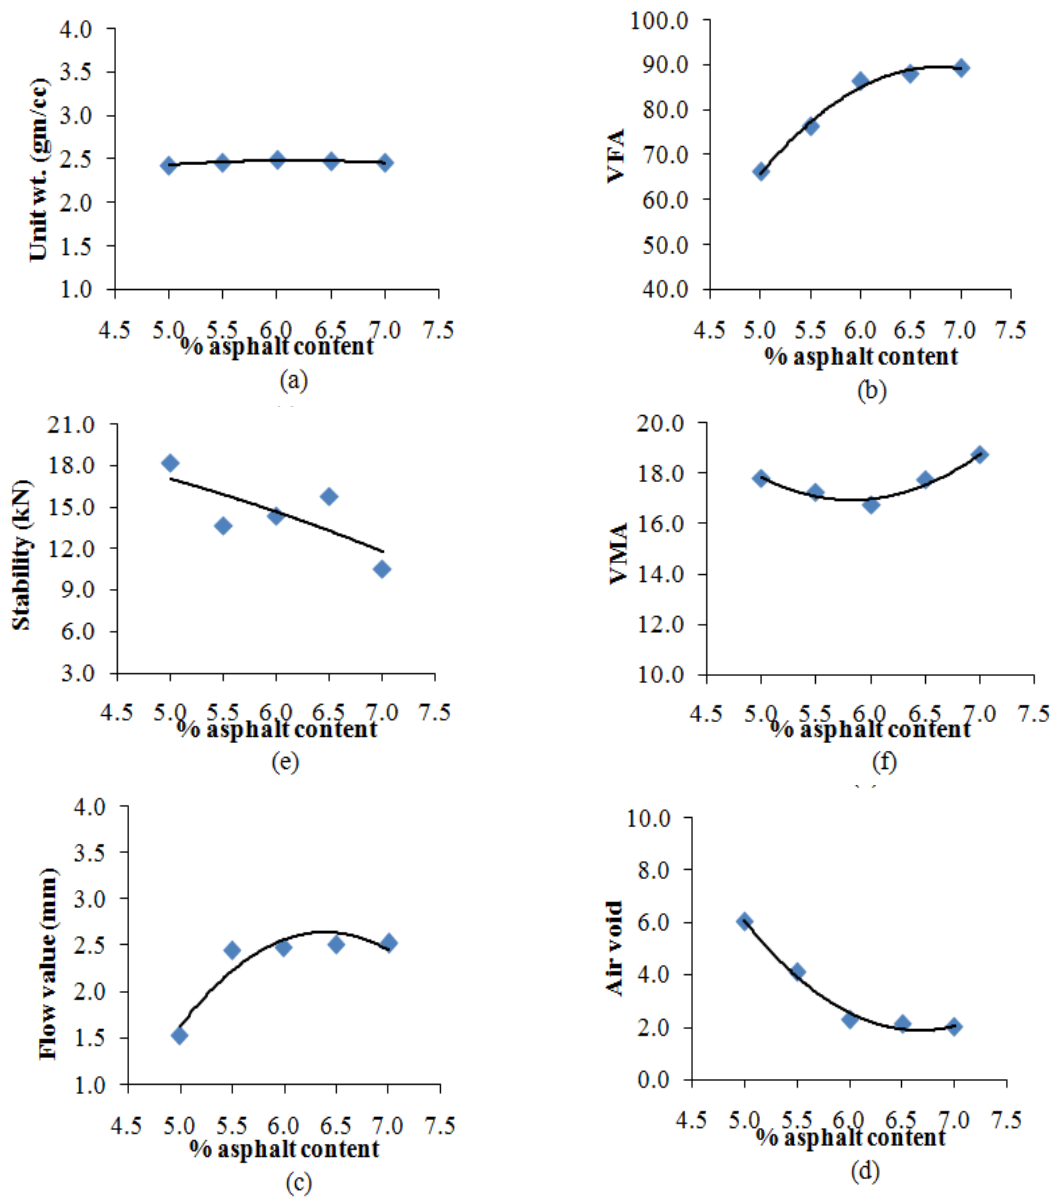 Unit wt. (gm/cc)
4.0
3.5
3.0
2.5
2.0
1.5
1.0
4.5 5.0 5.5 6.0 6.5 7.0 7.5
% asphalt content
(a)
VFA
100.0
90.0
80.0
70.0
60.0
50.0
40.0
4.5 5.0 5.5 6.0 6.5 7.0 7.5
% asphalt content
(b)
Stability (kN)
21.0
18.0
15.0
12.0
9.0
6.0
3.0
4.5 5.0 5.5 6.0 6.5 7.0 7.5
% asphalt content
(e)
VMA
20.0
18.0
16.0
14.0
12.0
10.0
4.5 5.0 5.5 6.0 6.5 7.0 7.5
% asphalt content
(f)
Flow value (mm)
4.0
3.5
3.0
2.5
2.0
1.5
1.0
4.5 5.0 5.5 6.0 6.5 7.0 7.5
% asphalt content
(c)
Air void
10.0
8.0
6.0
4.0
2.0
0.0
4.5 5.0 5.5 6.0 6.5 7.0 7.5
% asphalt content
(d)